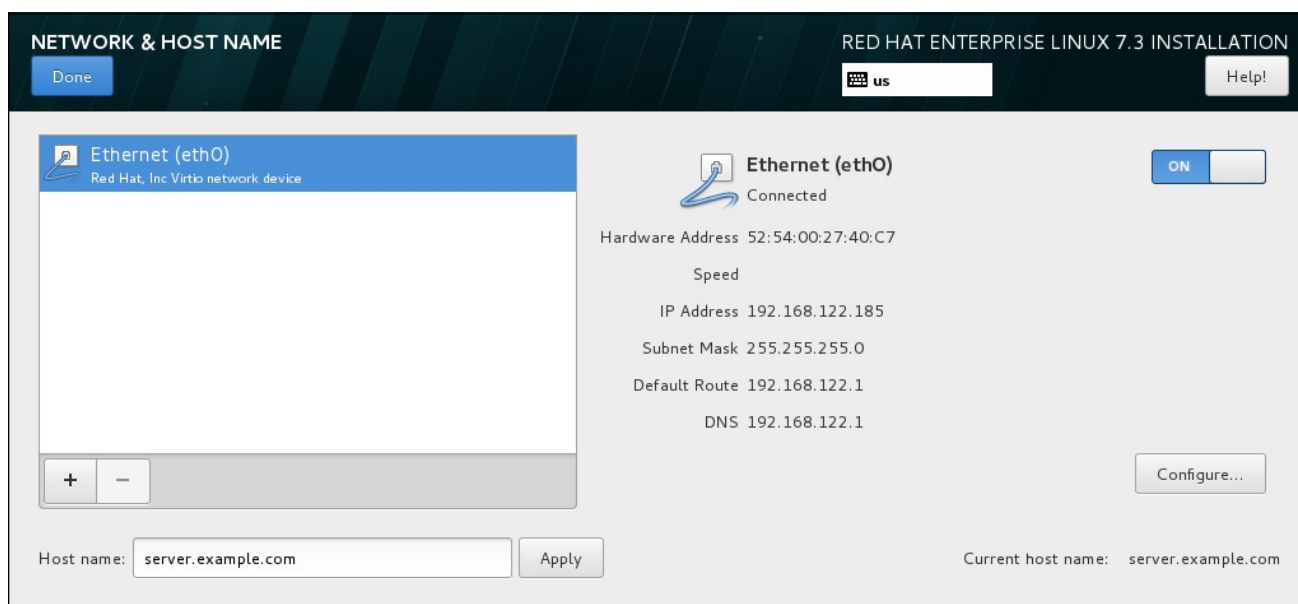 NETWORK & HOST NAME
RED HAT ENTERPRISE LINUX 7.3 INSTALLATION
Done
us
Help!
Ethernet (eth0)
Red Hat, Inc Virtio network device
Ethernet (eth0)
Connected
ON
Hardware Address 52:54:00:27:40:C7
Speed
IP Address 192.168.122.185
Subnet Mask 255.255.255.0
Default Route 192.168.122.1
DNS 192.168.122.1
+ −
Configure...
Host name: server.example.com Apply
Current host name: server.example.com